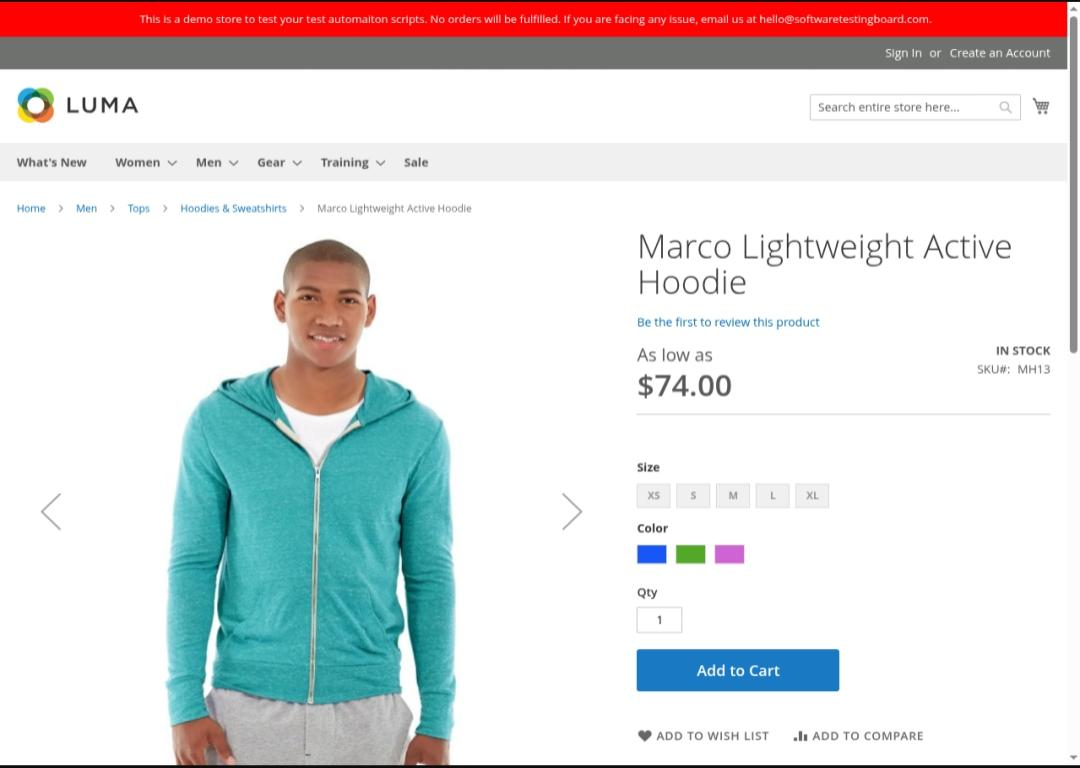 This is a demo store to test your test automaiton scripts. No orders will be fulfilled. If you are facing any issue, email us at hello@softwaretestingboard.com.
Sign In or Create an Account
LUMA
Search entire store here...
What's New Women Men Gear Training Sale
Home > Men > Tops > Hoodies & Sweatshirts > Marco Lightweight Active Hoodie
Marco Lightweight Active
Hoodie
Be the first to review this product
As low as
$74.00
IN STOCK
SKU#: MH13
Size
XS S M L XL
Color
Qty
1
Add to Cart
ADD TO WISH LIST ADD TO COMPARE